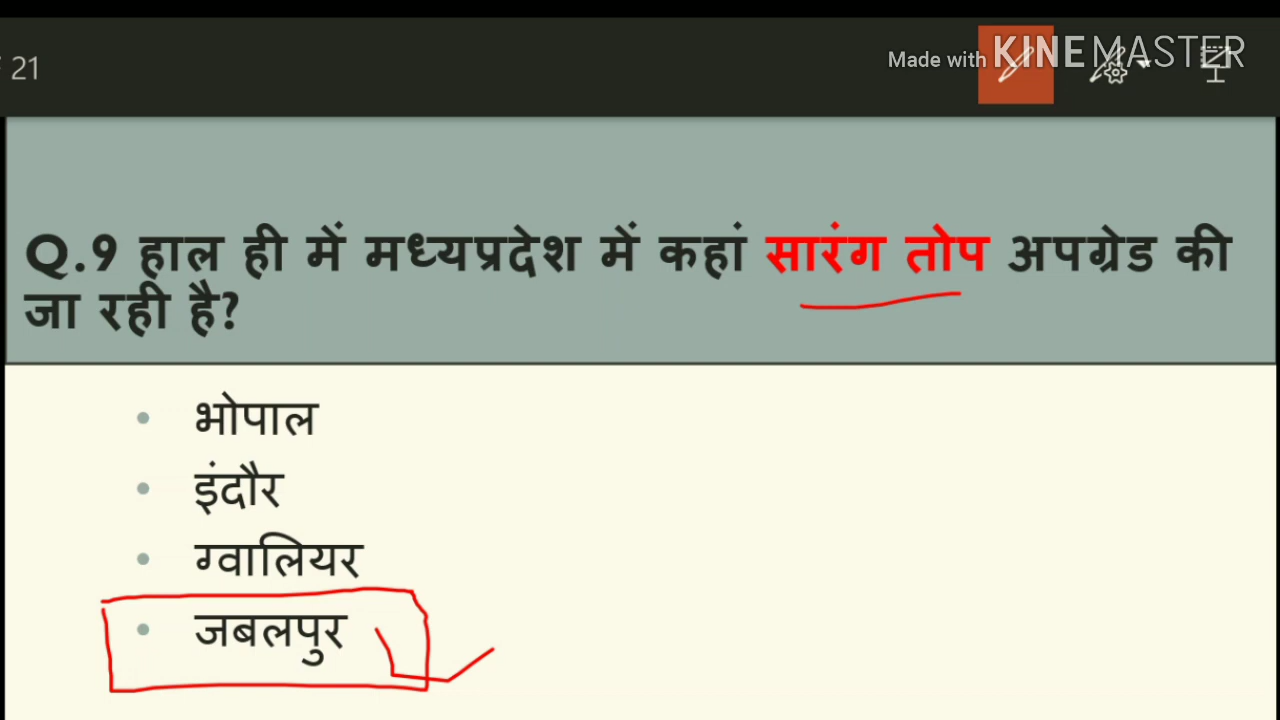 Made with KINEMASTER
21
Q.9 हाल ही में मध्यप्रदेश में कहां सारंग तोप अपग्रेड की
जा रही है?
• भोपाल
• इंदौर
• ग्वालियर
• जबलपुर